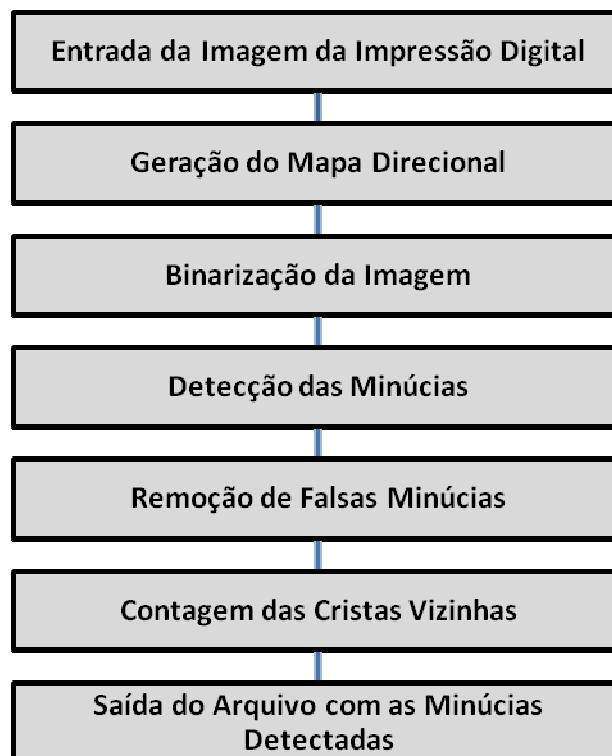 Entrada da Imagem da Impressão Digital
Geração do Mapa Direcional
Binarização da Imagem
Detecção das Minúcias
Remoção de Falsas Minúcias
Contagem das Cristas Vizinhas
Saída do Arquivo com as Minúcias
Detectadas